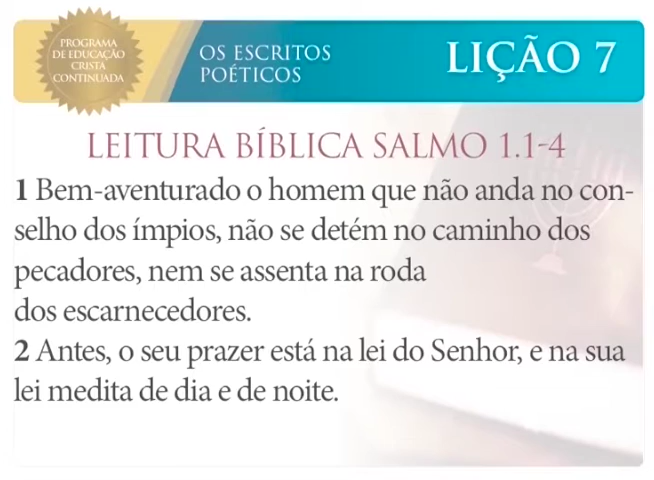 PROGRAMA
DE EDUCAÇÃO
CRISTÃ
CONTINUADA
OS ESCRITOS
POÉTICOS
LIÇÃO 7
LEITURA BÍBLICA SALMO 1.1-4
1 Bem-aventurado o homem que não anda no con-
selho dos ímpios, não se detém no caminho dos
pecadores, nem se assenta na roda
dos escarnecedores.
2 Antes, o seu prazer está na lei do Senhor, e na sua
lei medita de dia e de noite.